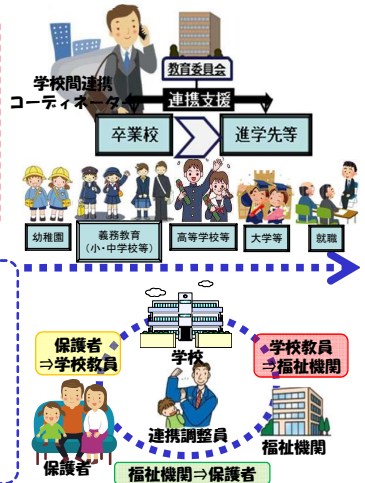 教育委員会
学校間連携
コーディネーター
連携支援
卒業校
進学先等
幼稚園
義務教育
(小・中学校等)
高等学校等
大学等
就職
保護者
⇒学校教員
学校
学校教員
⇒福祉機関
連携調整員
保護者
福祉機関
福祉機関⇒保護者